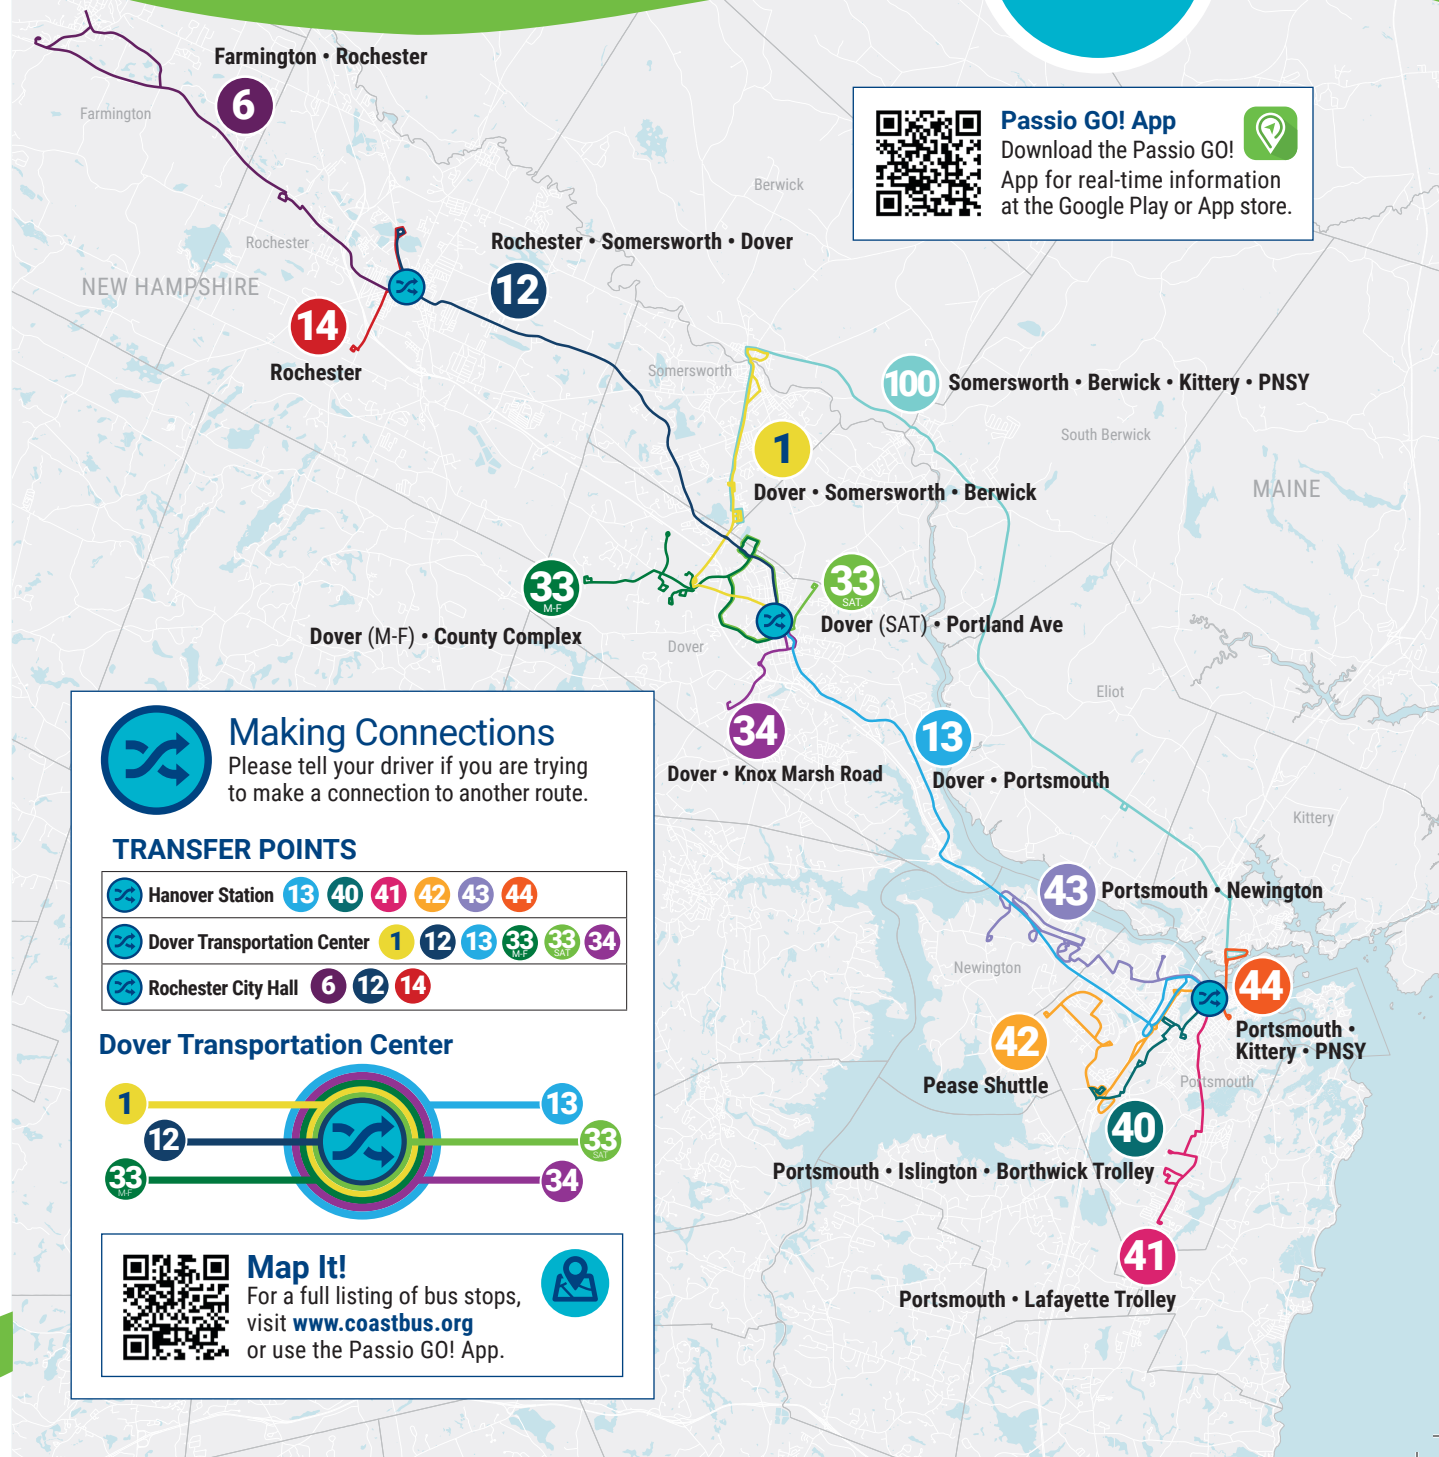 Farmington • Rochester
6
Farmington
Passio GO! App
Download the Passio GO!
App for real-time information
at the Google Play or App store.
Berwick
Rochester
Rochester • Somersworth • Dover
12
NEW HAMPSHIRE
14
Rochester
Somersworth
100
Somersworth • Berwick • Kittery • PNSY
South Berwick
1
Dover • Somersworth • Berwick
MAINE
33
M-F
Dover (M-F) • County Complex
33
SAT.
Dover (SAT) • Portland Ave
Dover
Eliot
34
Dover • Knox Marsh Road
13
Dover • Portsmouth
Kittery
43
Portsmouth • Newington
Newington
44
Portsmouth •
Kittery • PNSY
42
Pease Shuttle
Portsmouth
40
Portsmouth • Islington • Borthwick Trolley
41
Portsmouth • Lafayette Trolley
Making Connections
Please tell your driver if you are trying
to make a connection to another route.
TRANSFER POINTS
Hanover Station 13 40 41 42 43 44
Dover Transportation Center 1 12 13 33 M-F 33 SAT 34
Rochester City Hall 6 12 14
Dover Transportation Center
1 13
12 33 SAT
33 M-F 34
Map It!
For a full listing of bus stops,
visit www.coastbus.org
or use the Passio GO! App.